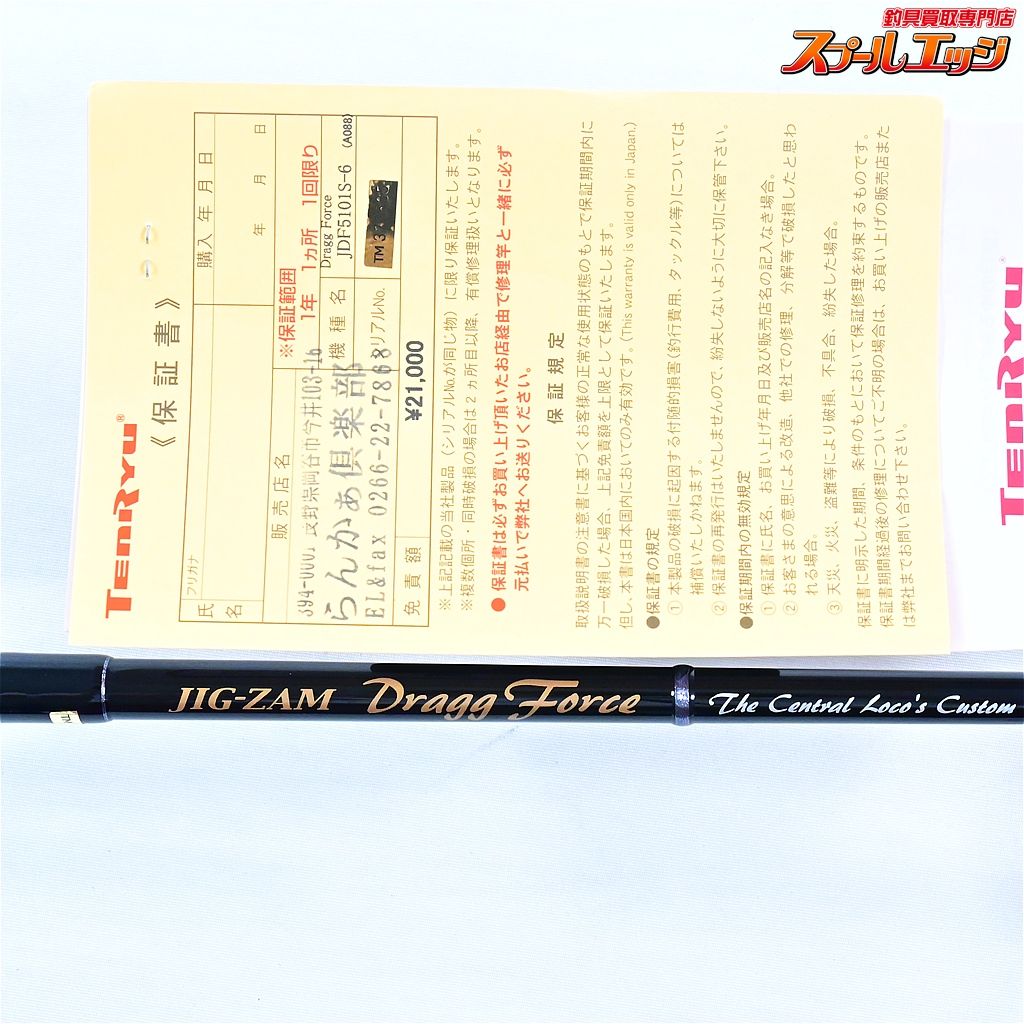 釣具買取専門店
スプールエッジ
TENRYU®
《保証書》
フリガナ
氏名
購入年月日
年 月 日
販売店名
※保証範囲
1年 1ヵ所 1回限り
らんかぁ倶楽部
EL&fax 0266-22-7868
機種名
Dragg Force
JDF5101S-6 (A088)
シリアルNo.
TM 3
免責額
¥21,000
※上記記載の当社製品(シリアルNo.が同じ物)に限り保証いたします。
※複数個所・同時破損の場合は2ヵ所目以降、有償修理扱いとなります。
●保証書は必ずお買い上げ頂いたお店経由で修理竿と一緒に必ず
元払いで弊社へお送りください。
保証規定
取扱説明書の注意書に基づくお客様の正常な使用状態のもとで保証期間内に
万一破損した場合、上記免責額を上限として保証いたします。
但し、本書は日本国内においてのみ有効です。(This warranty is valid only in Japan.)
●保証書の規定
① 本製品の破損に起因する付随的損害(釣行費用、タックル等)については
補償いたしかねます。
② 保証書の再発行はいたしませんので、紛失しないように大切に保管下さい。
●保証期間内の無効規定
① 保証書に氏名、お買い上げ年月日及び販売店名の記入なき場合。
② お客さまの意思による改造、他社での修理、分解等で破損したと思わ
れる場合。
③ 天災、火災、盗難等により破損、不具合、紛失した場合。
保証書に明示した期間、条件のもとにおいて保証修理を約束するものです。
保証期間経過後の修理についてご不明の場合は、お買い上げの販売店また
は弊社までお問い合わせ下さい。
TENRYU®
JIG-ZAM Dragg Force
The Central Loco's Custom